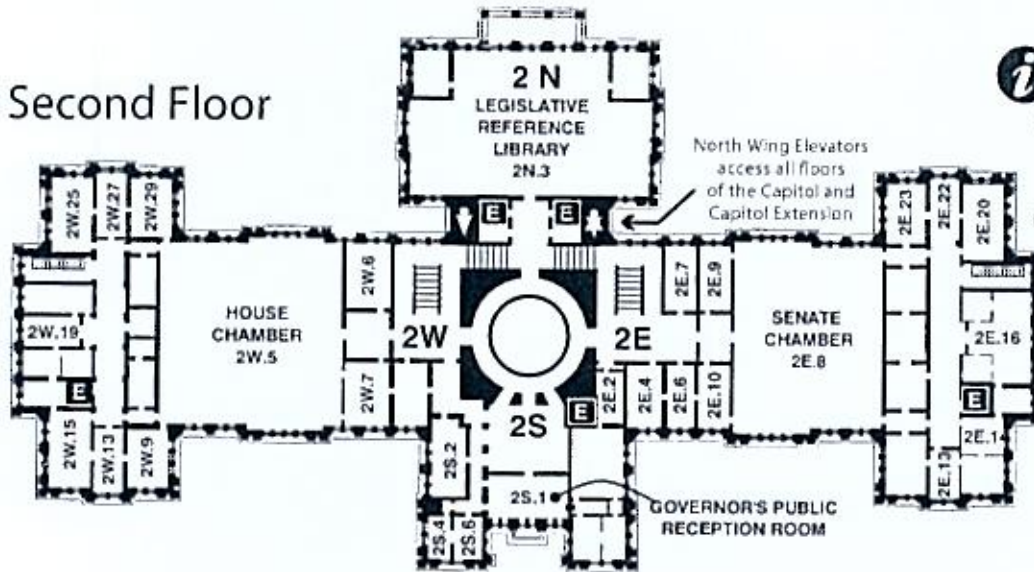 Second Floor
i
2 N
LEGISLATIVE
REFERENCE
LIBRARY
2N.3
North Wing Elevators
access all floors
of the Capitol and
Capitol Extension
E
E
2W.25
2W.27
2W.29
2E.23
2E.22
2E.20
2W.6
2E.7
2E.9
HOUSE
CHAMBER
2W.5
2W
2E
SENATE
CHAMBER
2E.8
2W.19
2E.16
E
2W.7
2E.2
2E.4
2E.6
2E.10
E
2S
E
2W.15
2W.13
2W.9
2S.2
2E.14
2E.13
2S.1
GOVERNOR'S PUBLIC
RECEPTION ROOM
2S.4
2S.6